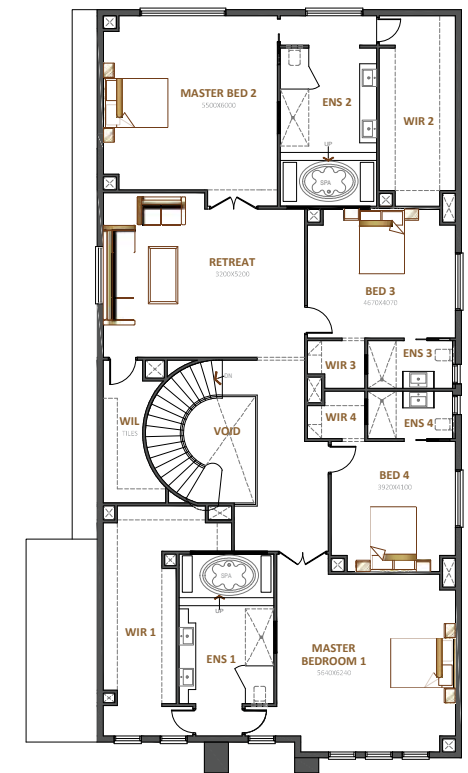 MASTER BED 2
5500X6000
ENS 2
WIR 2
UP
SPA
RETREAT
5200X5200
BED 3
4670X4070
WIR 3
ENS 3
DN
WIL
TILES
VOID
WIR 4
ENS 4
BED 4
3920X4100
SPA
UP
WIR 1
ENS 1
MASTER
BEDROOM 1
5640X6240